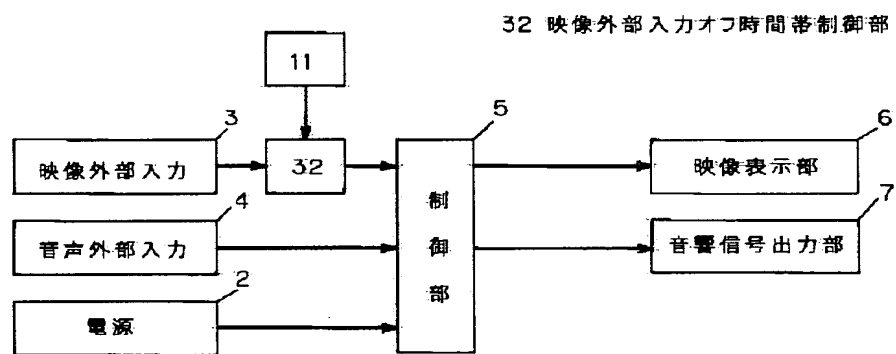 32 映像外部入力オフ時間帯制御部
11
3
5
6
映像外部入力
32
映像表示部
4
制御部
7
音声外部入力
音響信号出力部
2
電源